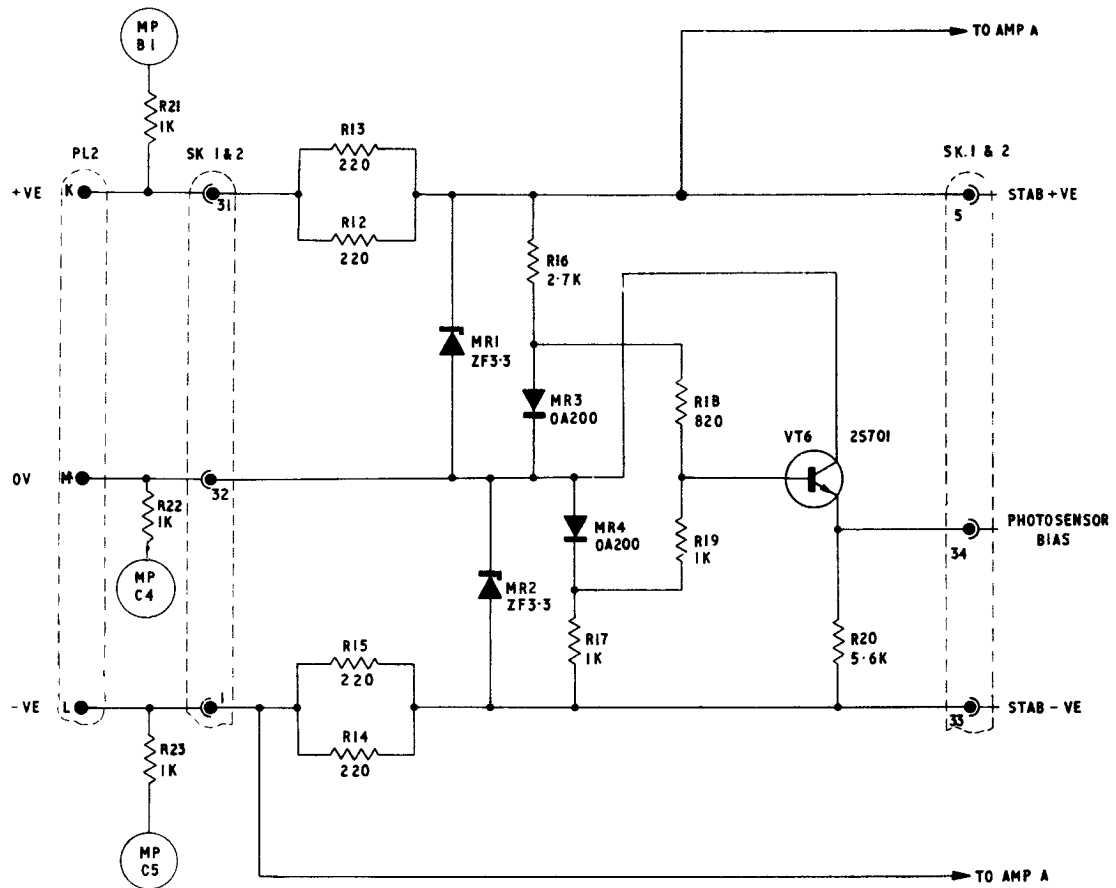 MP
B1
TO AMP A
R21
1K
PL2
SK 1&2
R13
220
SK.1 & 2
+VE
K
31
R12
220
5
STAB+VE
R16
2·7K
MR1
ZF3·3
MR3
OA200
R18
820
VT6
2S701
0V
M
32
R22
1K
MP
C4
MR4
OA200
R19
1K
34
PHOTOSENSOR
BIAS
MR2
ZF3·3
R17
1K
R20
5·6K
R15
220
-VE
L
1
33
STAB-VE
R23
1K
R14
220
MP
C5
TO AMP A